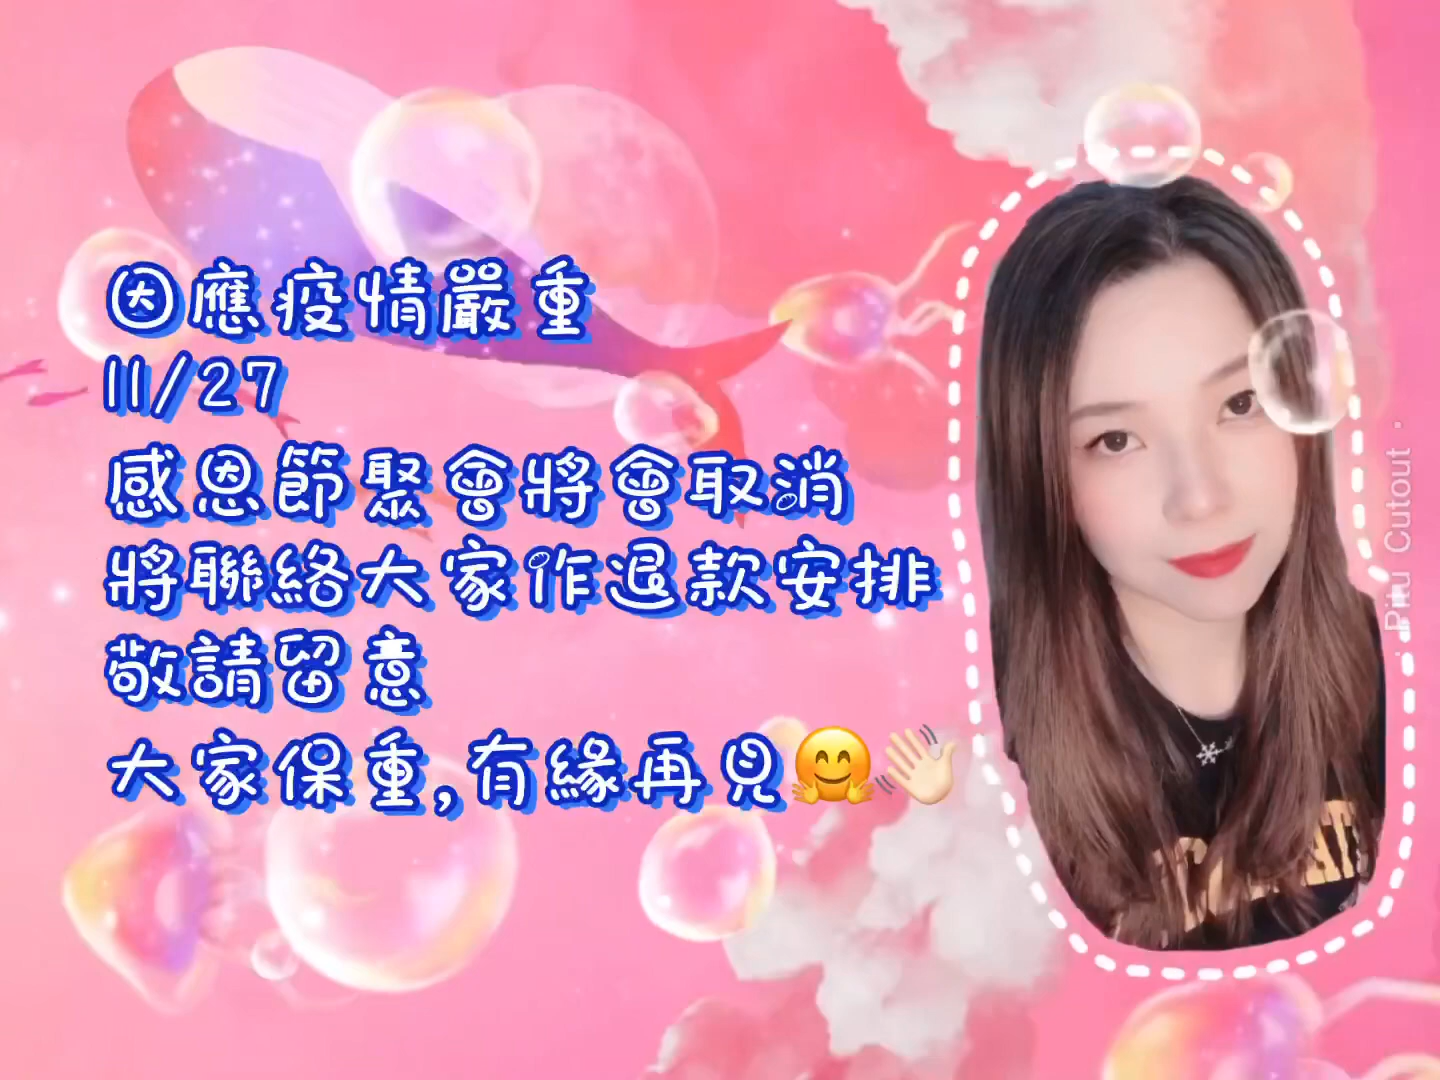 因應疫情嚴重
11/27
感恩節聚會將會取消
將聯絡大家作退款安排
敬請留意
大家保重,有緣再見🤗👋🏻
Pitu Cutout